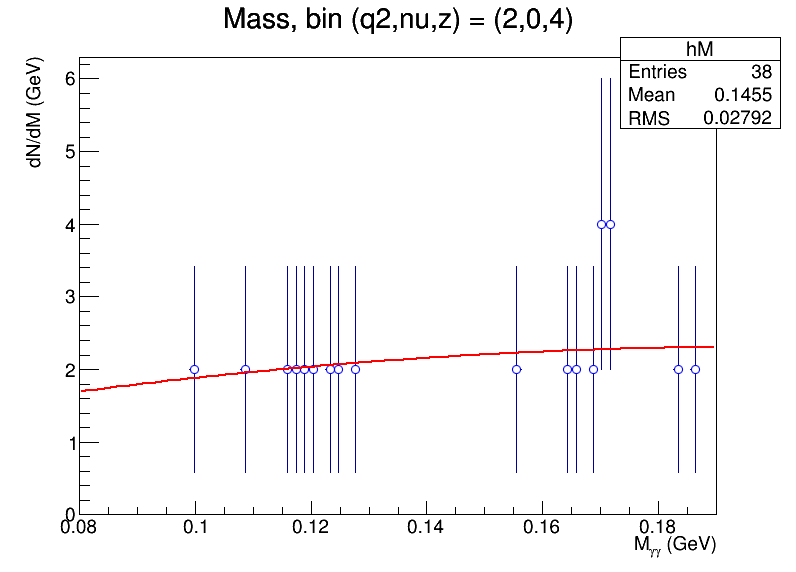 Mass, bin (q2,nu,z) = (2,0,4)
hM
Entries 38
Mean 0.1455
RMS 0.02792
dN/dM (GeV)
6
5
4
3
2
1
0
0.08 0.1 0.12 0.14 0.16 0.18
Mγγ (GeV)